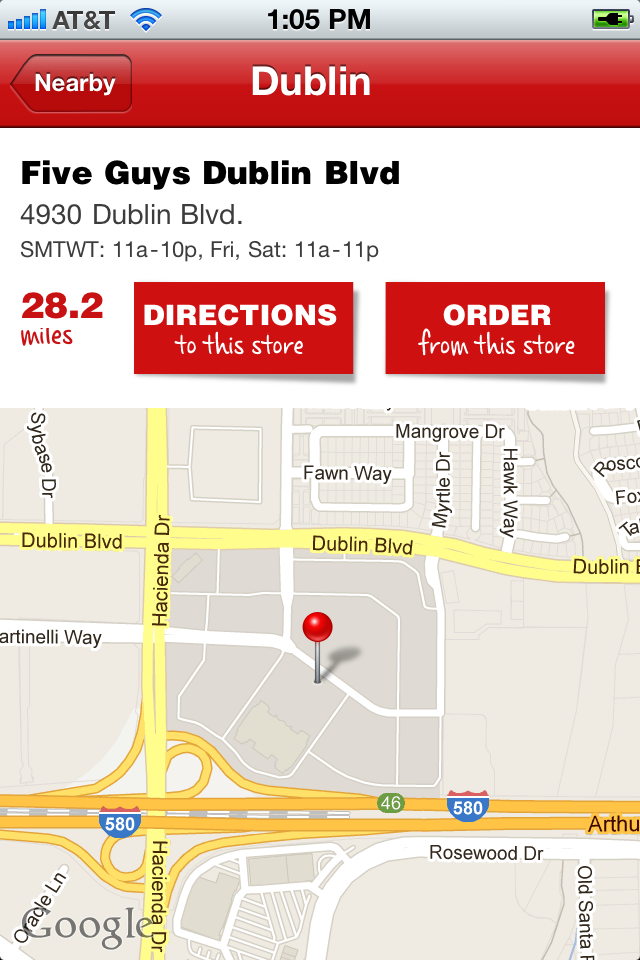 AT&T 1:05 PM
Nearby
Dublin
Five Guys Dublin Blvd
4930 Dublin Blvd.
SMTWT: 11a-10p, Fri, Sat: 11a-11p
28.2
miles
DIRECTIONS
to this store
ORDER
from this store
Sybase Dr
Mangrove Dr
Fawn Way
Myrtle Dr
Hawk Way
Rosco
Fox
Ta
Dublin Blvd
Hacienda Dr
Dublin Blvd
Dublin B
artinelli Way
46
580
580
Arthu
Rosewood Dr
Hacienda Dr
Oracle Ln
Old Santa R
Google